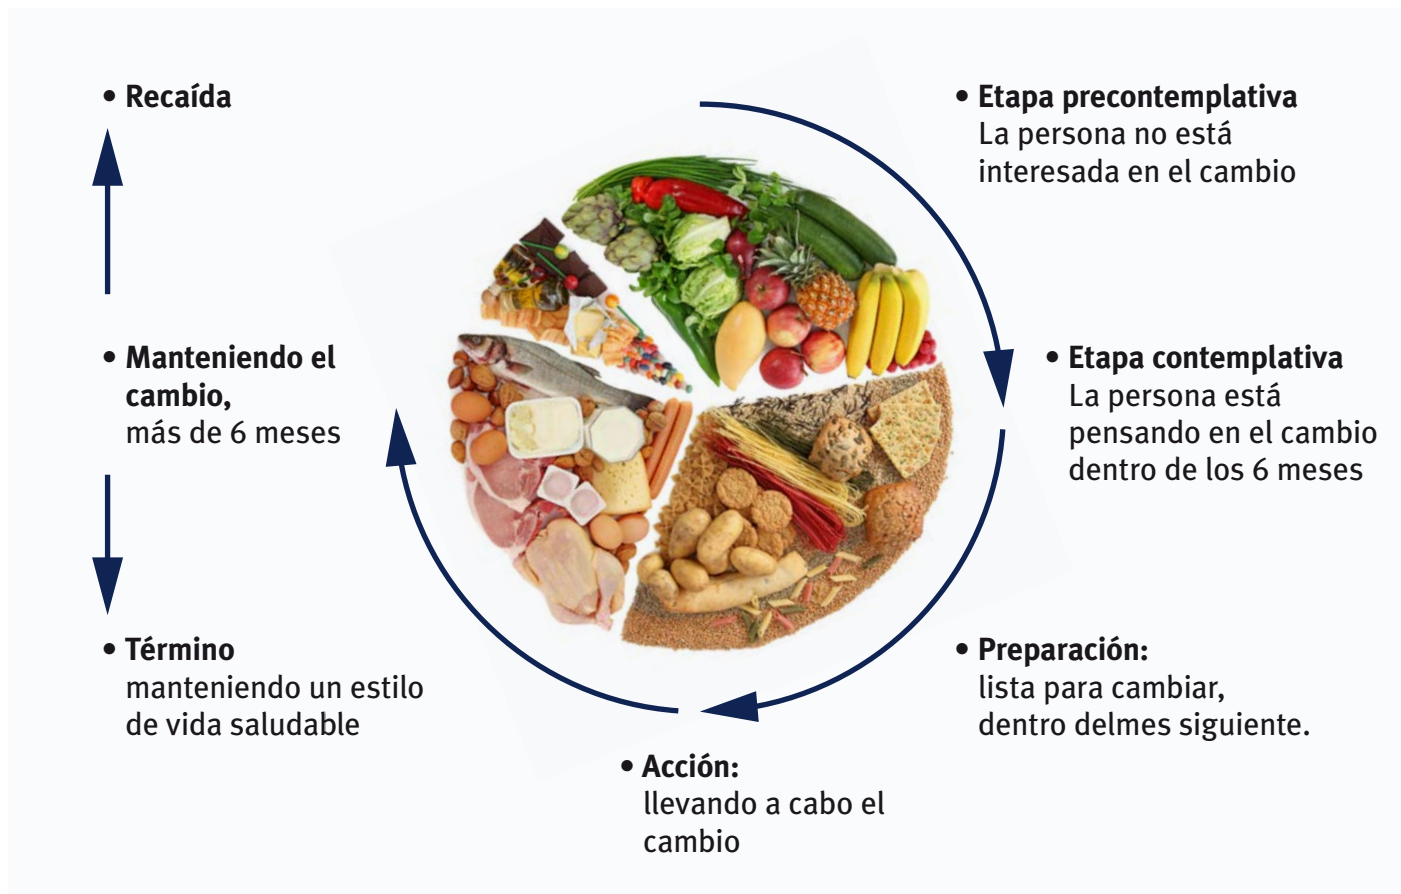 • Recaída
• Etapa precontemplativa
La persona no está
interesada en el cambio
• Manteniendo el
cambio,
más de 6 meses
• Etapa contemplativa
La persona está
pensando en el cambio
dentro de los 6 meses
• Término
manteniendo un estilo
de vida saludable
• Preparación:
lista para cambiar,
dentro delmes siguiente.
• Acción:
llevando a cabo el
cambio